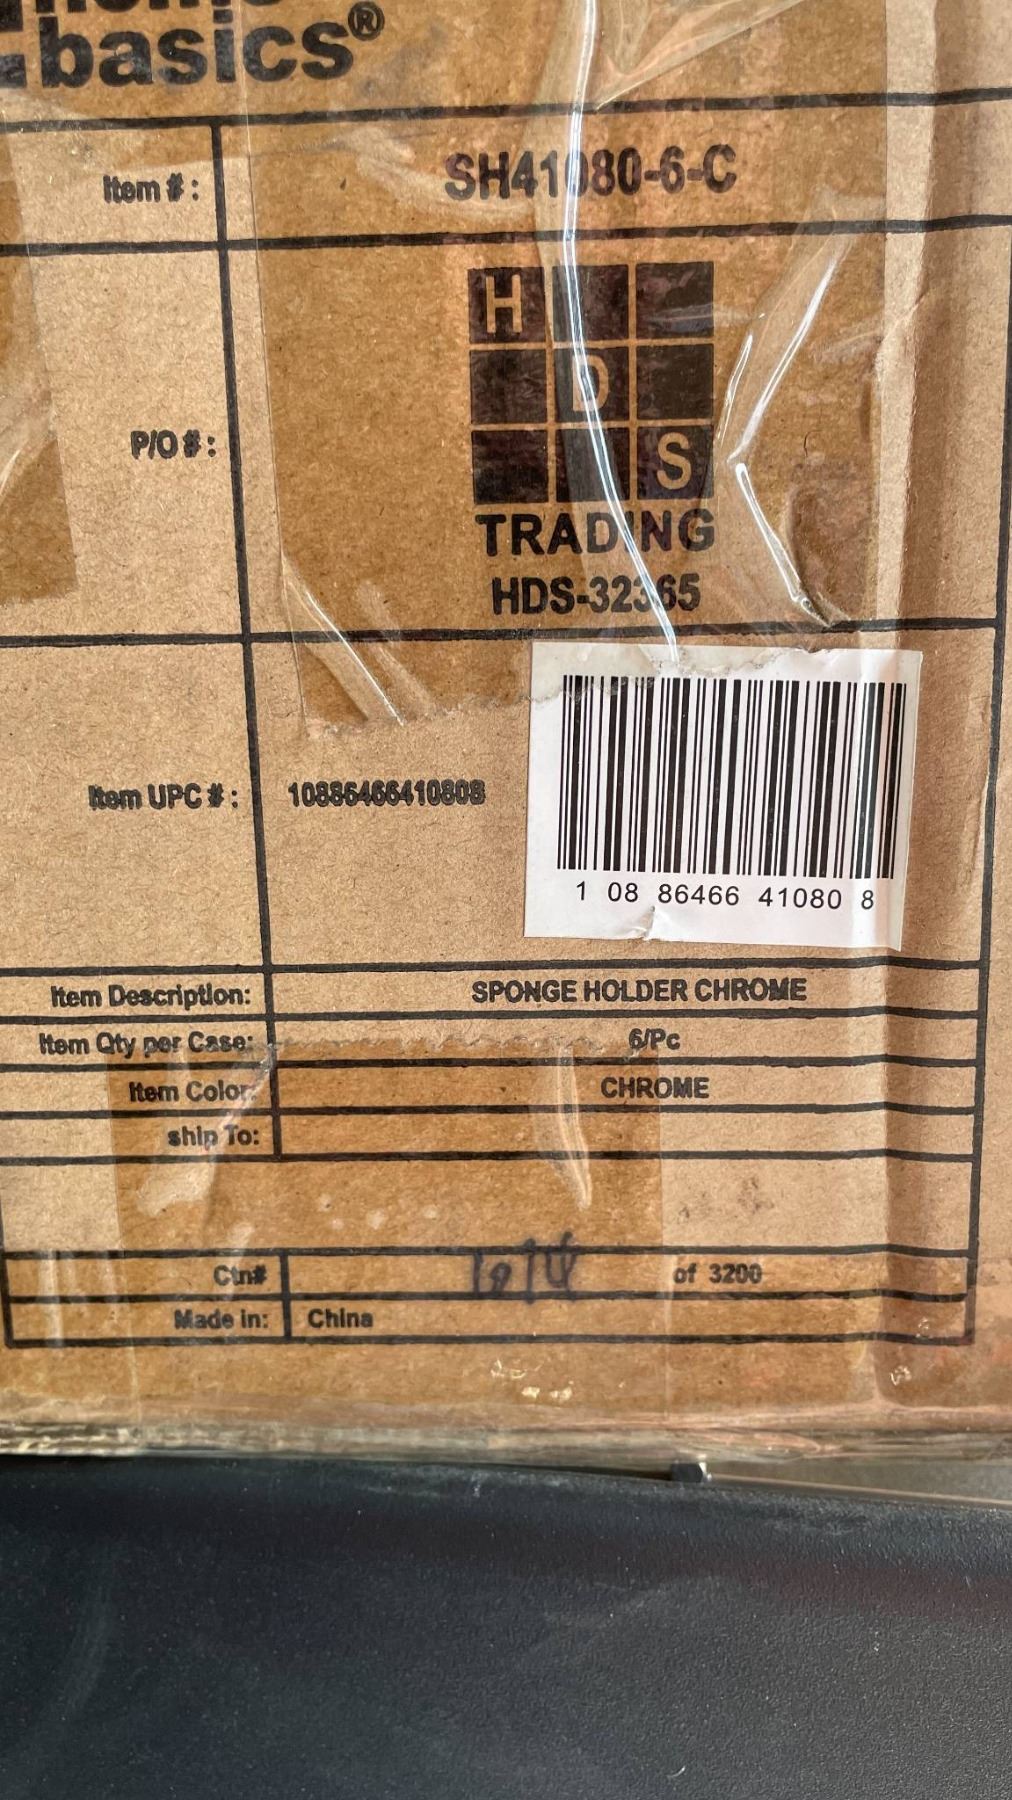 home
basics®
Item #: SH41080-6-C
H
D
S
TRADING
P/O #: HDS-32365
Item UPC #: 10886466410808
1 08 86466 41080 8
Item Description: SPONGE HOLDER CHROME
Item Qty per Case: 6/Pc
Item Color: CHROME
ship To:
Ctn# of 3200
Made in: China